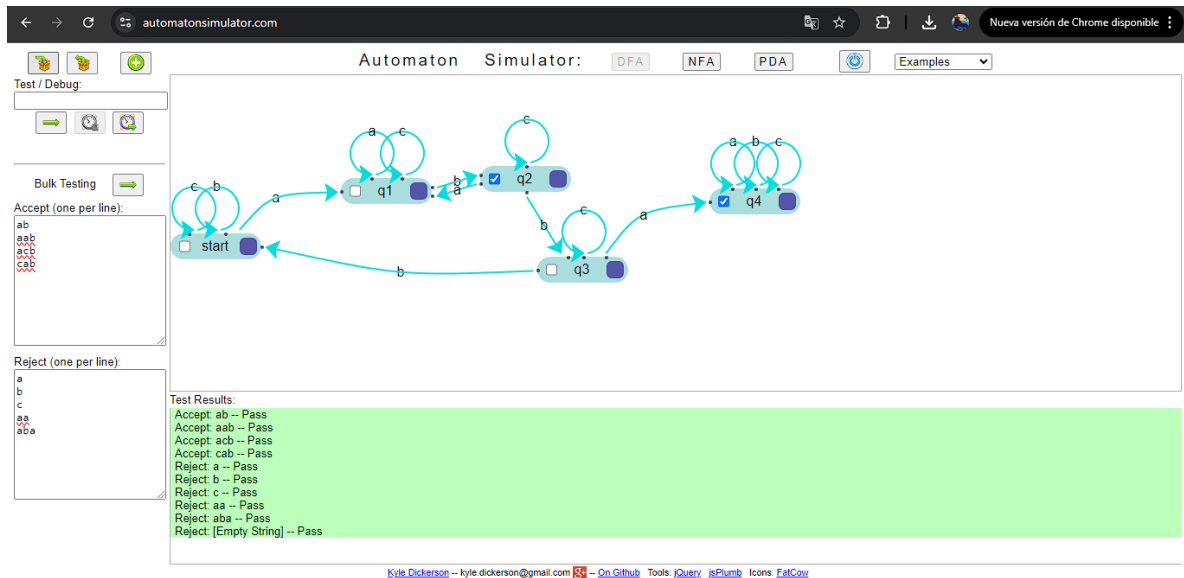 automatonsimulator.com
Nueva versión de Chrome disponible
Automaton Simulator: DFA NFA PDA Examples
Test / Debug:
Bulk Testing
Accept (one per line):
ab
aab
acb
cab
Reject (one per line):
a
b
c
aa
aba
a c
c
a b c
q1
b
a
q2
q4
c b
a
start
b
c
a
q3
b
Test Results:
Accept: ab -- Pass
Accept: aab -- Pass
Accept: acb -- Pass
Accept: cab -- Pass
Reject: a -- Pass
Reject: b -- Pass
Reject: c -- Pass
Reject: aa -- Pass
Reject: aba -- Pass
Reject: [Empty String] -- Pass
Kyle Dickerson -- kyle.dickerson@gmail.com g+ -- On Github Tools: jQuery jsPlumb Icons: FatCow